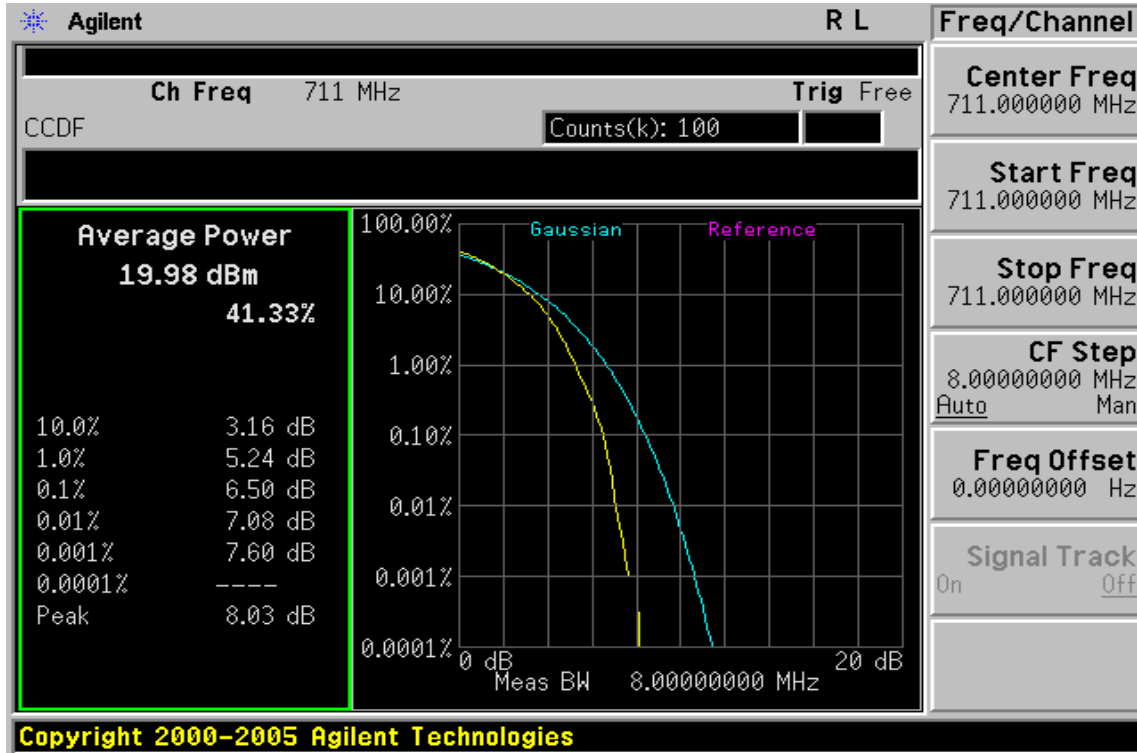 Agilent R L
Ch Freq 711 MHz Trig Free
CCDF Counts(k): 100
Average Power
19.98 dBm
41.33%
10.0% 3.16 dB
1.0% 5.24 dB
0.1% 6.50 dB
0.01% 7.08 dB
0.001% 7.60 dB
0.0001% ----
Peak 8.03 dB
Gaussian Reference
100.00%
10.00%
1.00%
0.10%
0.01%
0.001%
0.0001%
0 dB 20 dB
Meas BW 8.00000000 MHz
Freq/Channel
Center Freq
711.000000 MHz
Start Freq
711.000000 MHz
Stop Freq
711.000000 MHz
CF Step
8.00000000 MHz
Auto Man
Freq Offset
0.00000000 Hz
Signal Track
On Off
Copyright 2000-2005 Agilent Technologies